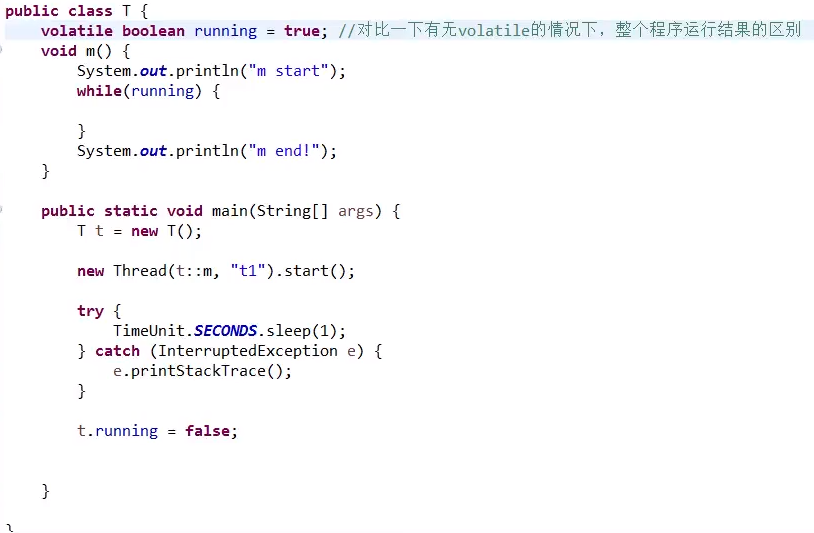 public class T {
    volatile boolean running = true; //对比一下有无volatile的情况下，整个程序运行结果的区别
    void m() {
        System.out.println("m start");
        while(running) {

        }
        System.out.println("m end!");
    }

    public static void main(String[] args) {
        T t = new T();

        new Thread(t::m, "t1").start();

        try {
            TimeUnit.SECONDS.sleep(1);
        } catch (InterruptedException e) {
            e.printStackTrace();
        }

        t.running = false;


    }

}